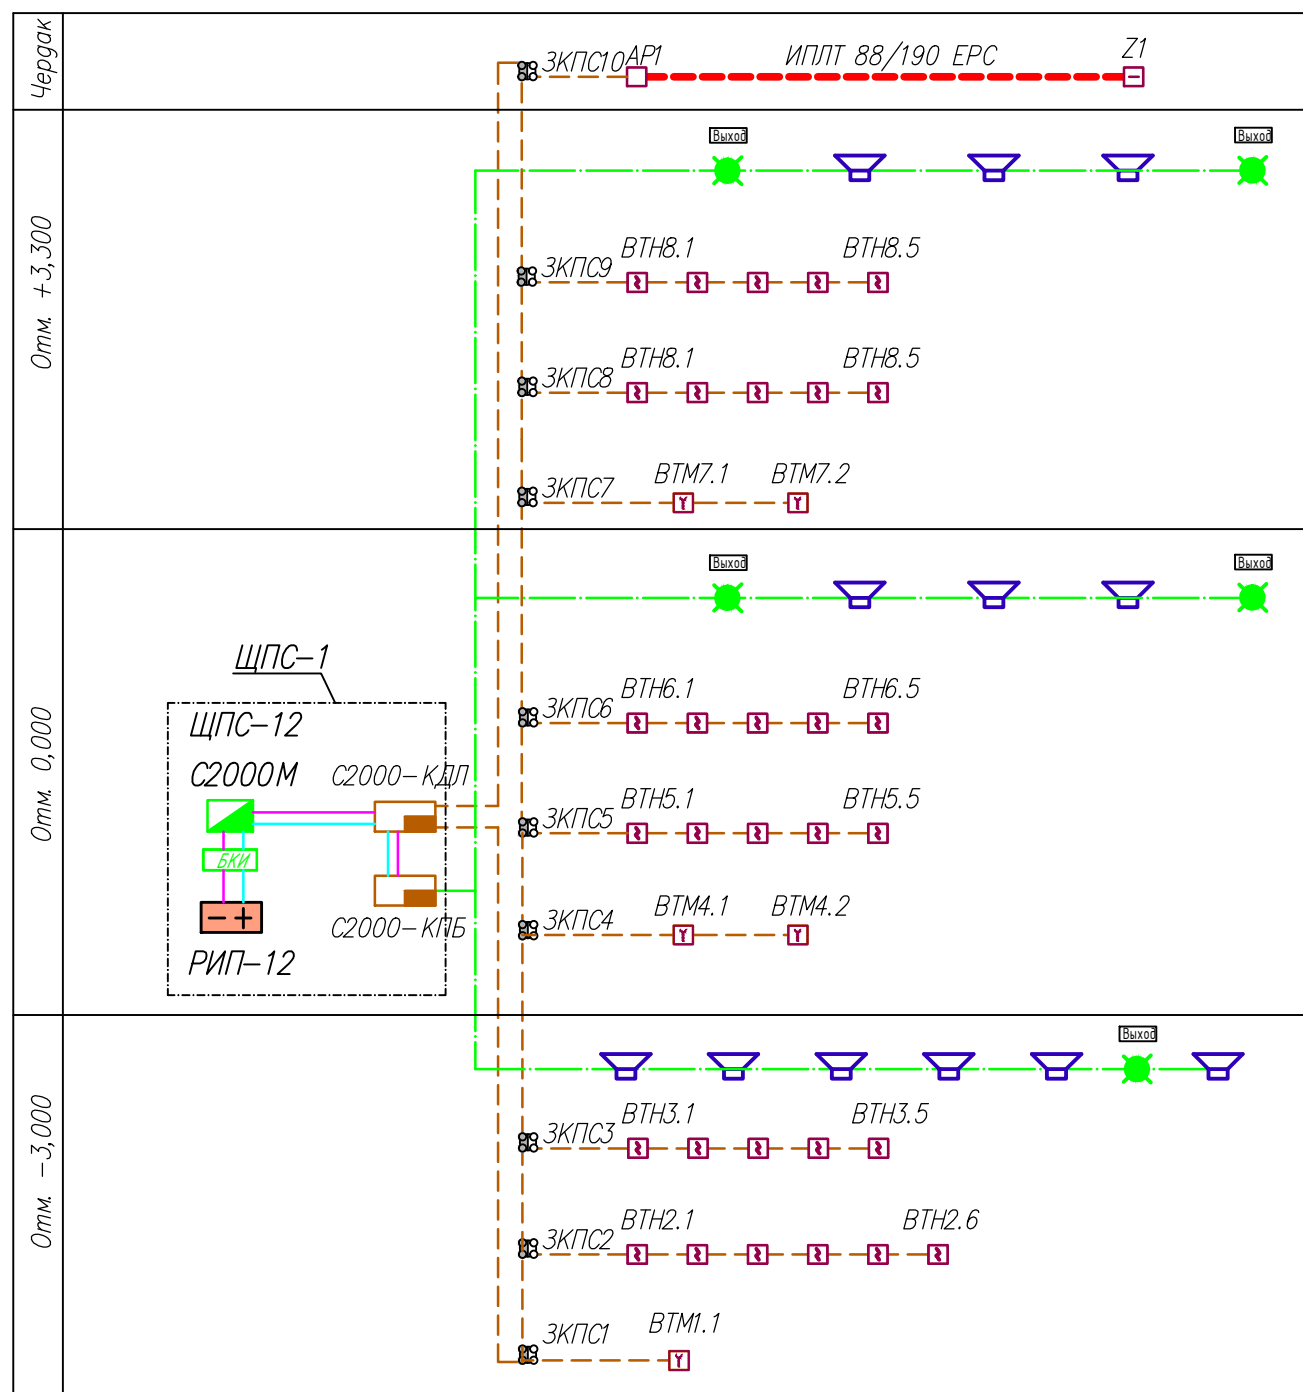 Чердак
ЗКПС10
АР1
ИПЛТ 88/190 EPC
Z1
Отм. +3,300
Выход
Выход
ВТН8.1
ВТН8.5
ЗКПС9
ВТН8.1
ВТН8.5
ЗКПС8
ВТМ7.1
ВТМ7.2
ЗКПС7
Отм. 0,000
Выход
Выход
ЩПС-1
ЩПС-12
С2000М
С2000-КДЛ
БКИ
- +
С2000-КПБ
РИП-12
ВТН6.1
ВТН6.5
ЗКПС6
ВТН5.1
ВТН5.5
ЗКПС5
ВТМ4.1
ВТМ4.2
ЗКПС4
Отм. -3,000
Выход
ВТН3.1
ВТН3.5
ЗКПС3
ВТН2.1
ВТН2.6
ЗКПС2
ВТМ1.1
ЗКПС1